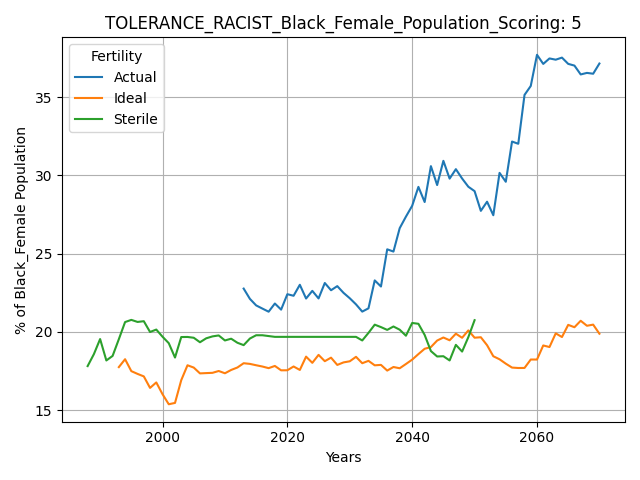 TOLERANCE_RACIST_Black_Female_Population_Scoring: 5
Fertility
Actual
Ideal
Sterile
% of Black_Female Population
35
30
25
20
15
2000
2020
2040
2060
Years